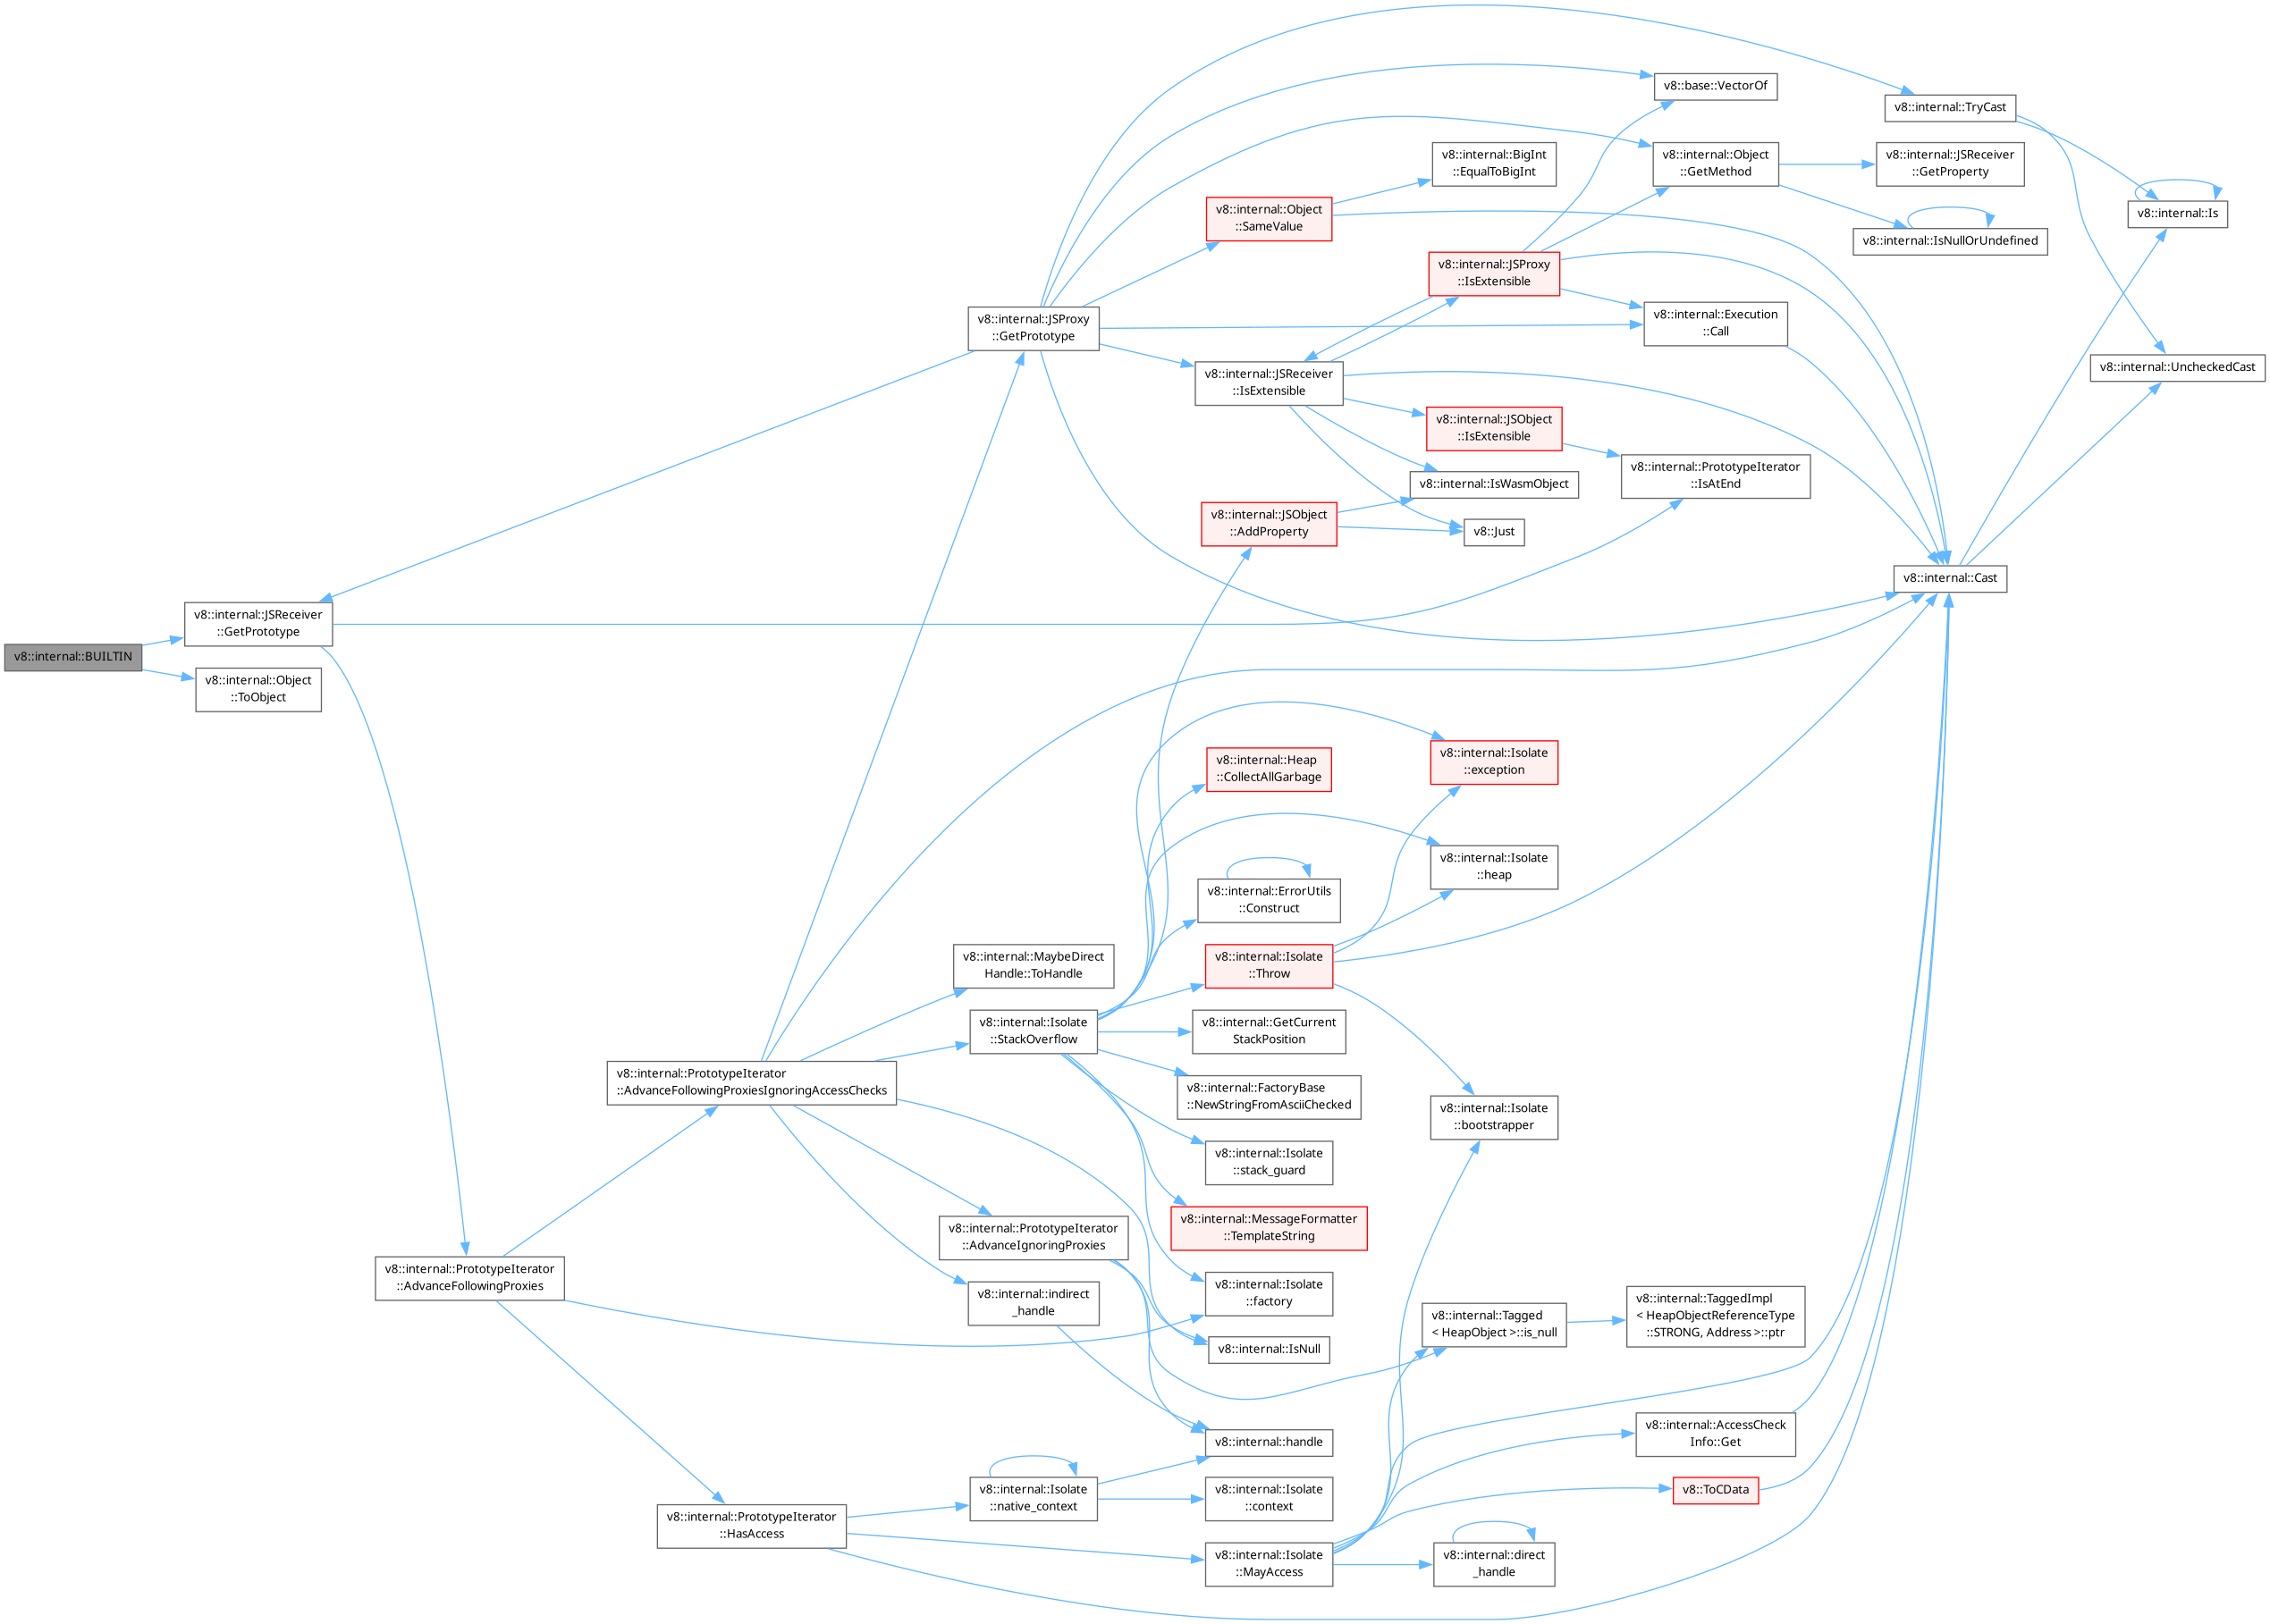 v8::internal::BUILTIN
v8::internal::JSReceiver
::GetPrototype
v8::internal::Object
::ToObject
v8::internal::PrototypeIterator
::AdvanceFollowingProxies
v8::internal::PrototypeIterator
::AdvanceFollowingProxiesIgnoringAccessChecks
v8::internal::PrototypeIterator
::HasAccess
v8::internal::JSProxy
::GetPrototype
v8::internal::MaybeDirect
Handle::ToHandle
v8::internal::Isolate
::StackOverflow
v8::internal::PrototypeIterator
::AdvanceIgnoringProxies
v8::internal::indirect
_handle
v8::internal::Isolate
::native_context
v8::internal::Object
::SameValue
v8::internal::JSReceiver
::IsExtensible
v8::internal::JSObject
::AddProperty
v8::internal::Heap
::CollectAllGarbage
v8::internal::ErrorUtils
::Construct
v8::internal::Isolate
::Throw
v8::internal::GetCurrent
StackPosition
v8::internal::FactoryBase
::NewStringFromAsciiChecked
v8::internal::Isolate
::stack_guard
v8::internal::MessageFormatter
::TemplateString
v8::internal::Isolate
::factory
v8::internal::IsNull
v8::internal::handle
v8::internal::Isolate
::context
v8::internal::Isolate
::MayAccess
v8::internal::BigInt
::EqualToBigInt
v8::internal::JSProxy
::IsExtensible
v8::internal::JSObject
::IsExtensible
v8::internal::IsWasmObject
v8::Just
v8::internal::Isolate
::exception
v8::internal::Isolate
::heap
v8::internal::Isolate
::bootstrapper
v8::internal::Tagged
< HeapObject >::is_null
v8::internal::direct
_handle
v8::base::VectorOf
v8::internal::Object
::GetMethod
v8::internal::Execution
::Call
v8::internal::PrototypeIterator
::IsAtEnd
v8::internal::TaggedImpl
< HeapObjectReferenceType
::STRONG, Address >::ptr
v8::internal::AccessCheck
Info::Get
v8::ToCData
v8::internal::TryCast
v8::internal::JSReceiver
::GetProperty
v8::internal::IsNullOrUndefined
v8::internal::Cast
v8::internal::Is
v8::internal::UncheckedCast